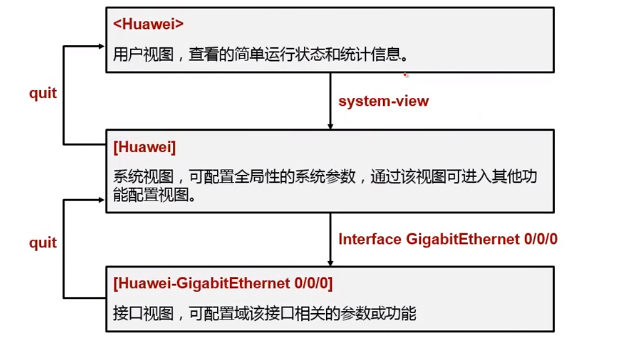 <Huawei>
用户视图，查看的简单运行状态和统计信息。
quit
system-view
[Huawei]
系统视图，可配置全局性的系统参数，通过该视图可进入其他功
能配置视图。
quit
Interface GigabitEthernet 0/0/0
[Huawei-GigabitEthernet 0/0/0]
接口视图，可配置域该接口相关的参数或功能